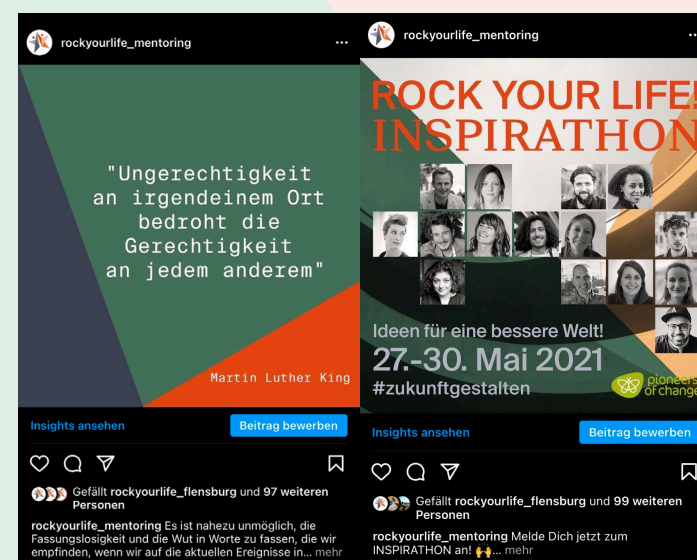 rockyourlife_mentoring
"Ungerechtigkeit
an irgendeinem Ort
bedroht die
Gerechtigkeit
an jedem anderem"
Martin Luther King
Insights ansehen
Beitrag bewerben
Gefällt rockyourlife_flensburg und 97 weiteren
Personen
rockyourlife_mentoring Es ist nahezu unmöglich, die
Fassungslosigkeit und die Wut in Worte zu fassen, die wir
empfinden, wenn wir auf die aktuellen Ereignisse in... mehr
rockyourlife_mentoring
ROCK YOUR LIFE!
INSPIRATHON
Ideen für eine bessere Welt!
27.-30. Mai 2021
#zukunftgestalten
pioneers
of change
Insights ansehen
Beitrag bewerben
Gefällt rockyourlife_flensburg und 99 weiteren
Personen
rockyourlife_mentoring Melde Dich jetzt zum
INSPIRATHON an! 🙌... mehr